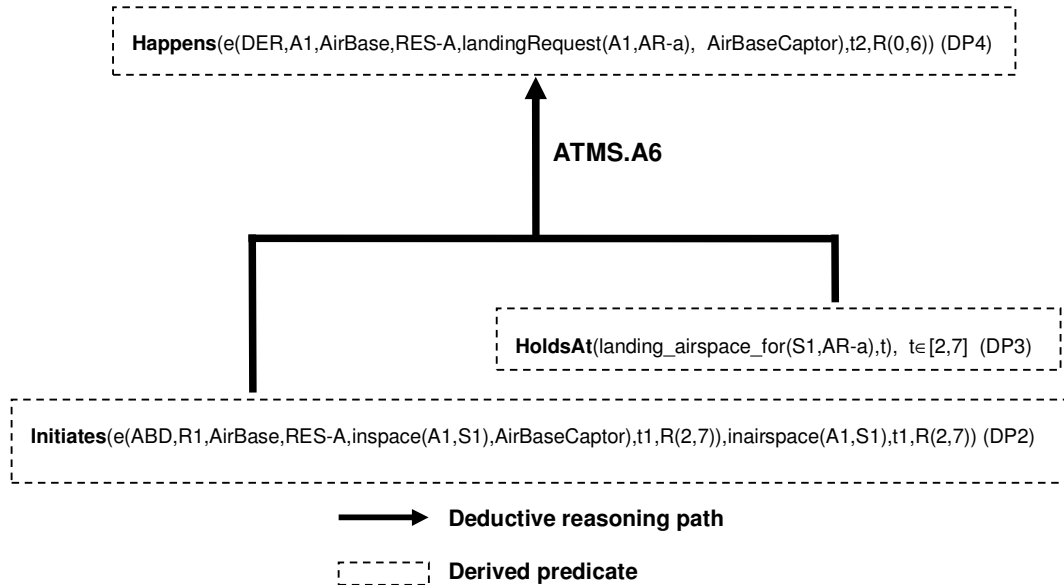 Happens(e(DER,A1,AirBase,RES-A,landingRequest(A1,AR-a), AirBaseCaptor),t2,R(0,6)) (DP4)
ATMS.A6
HoldsAt(landing_airspace_for(S1,AR-a),t), t∈[2,7] (DP3)
Initiates(e(ABD,R1,AirBase,RES-A,inspace(A1,S1),AirBaseCaptor),t1,R(2,7)),inairspace(A1,S1),t1,R(2,7)) (DP2)
Deductive reasoning path
Derived predicate